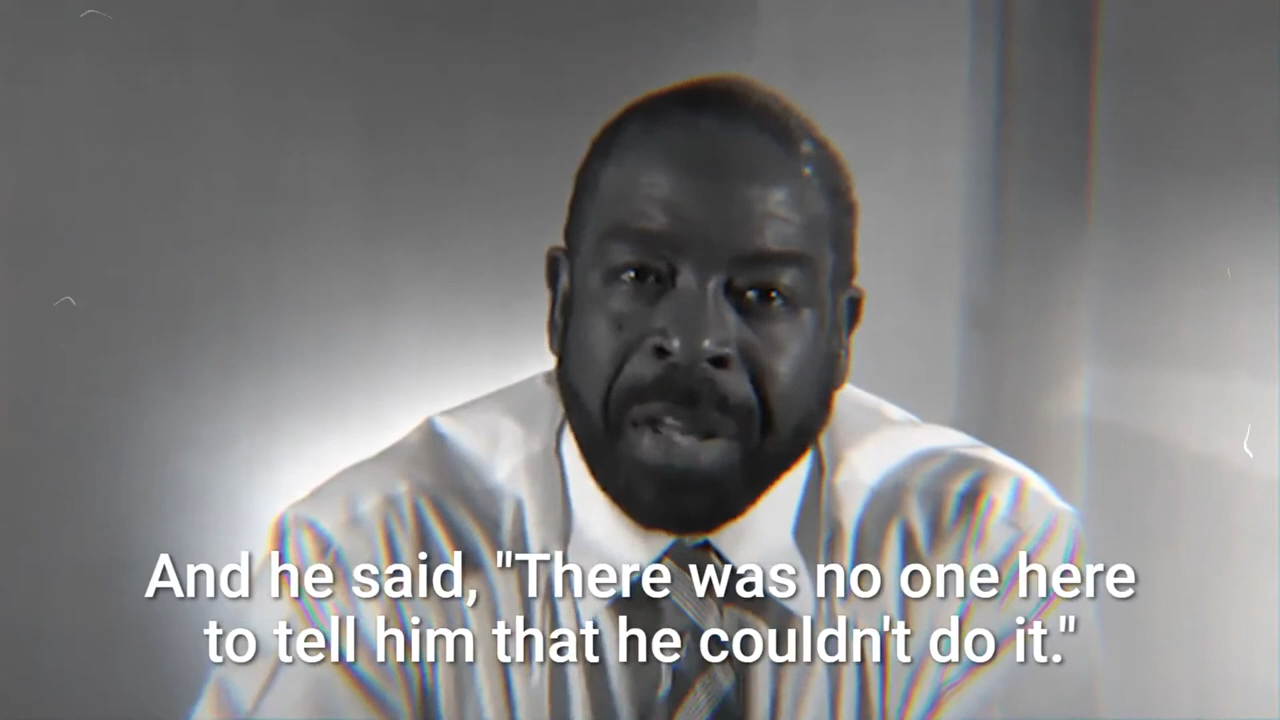 And he said, "There was no one here
to tell him that he couldn't do it."